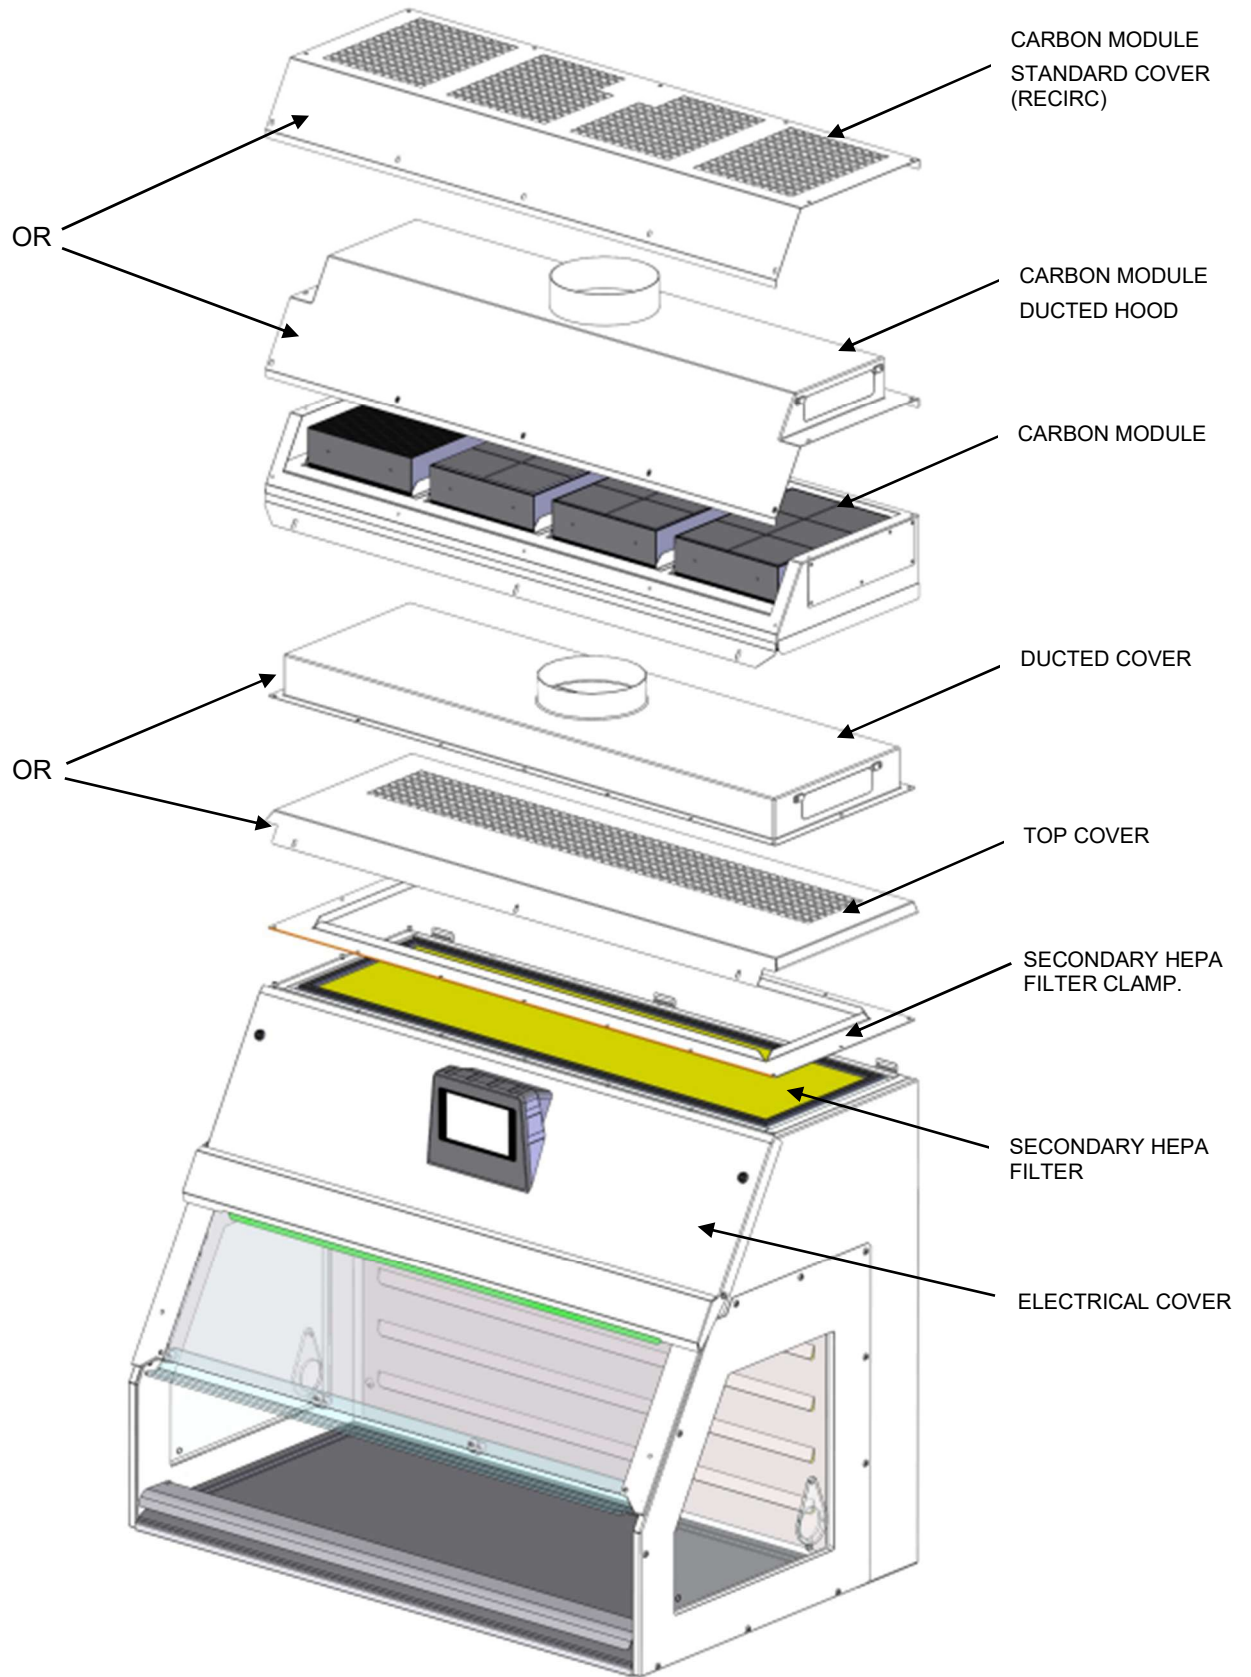 CARBON MODULE
STANDARD COVER
(RECIRC)
OR
CARBON MODULE
DUCTED HOOD
CARBON MODULE
DUCTED COVER
OR
TOP COVER
SECONDARY HEPA
FILTER CLAMP.
SECONDARY HEPA
FILTER
ELECTRICAL COVER